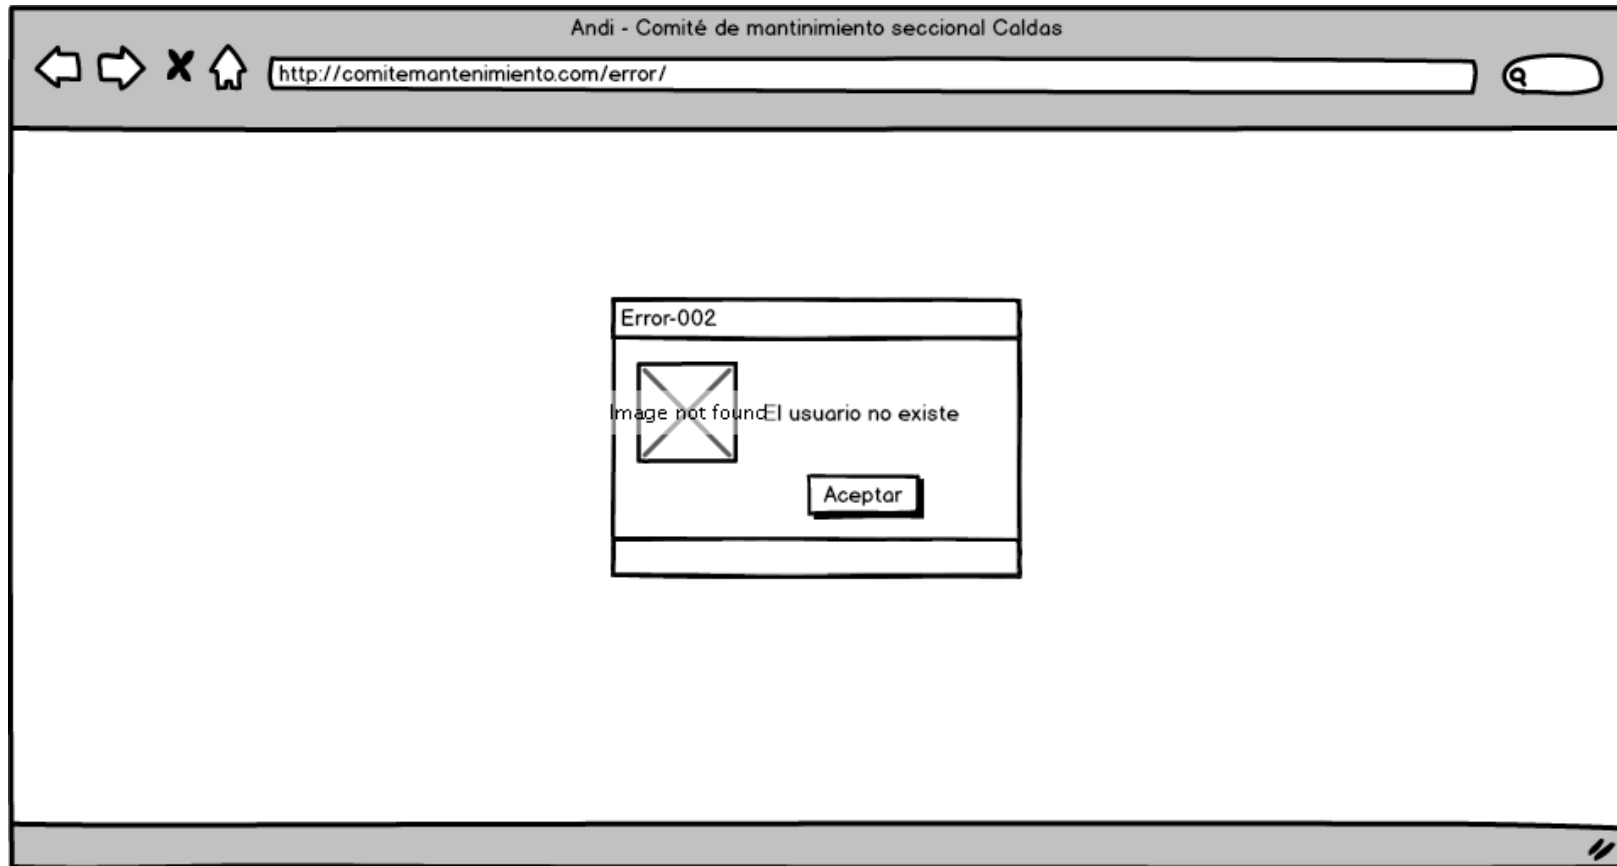 Andi - Comité de mantinimiento seccional Caldas
http://comitemantenimiento.com/error/
Error-002
Image not found
El usuario no existe
Aceptar